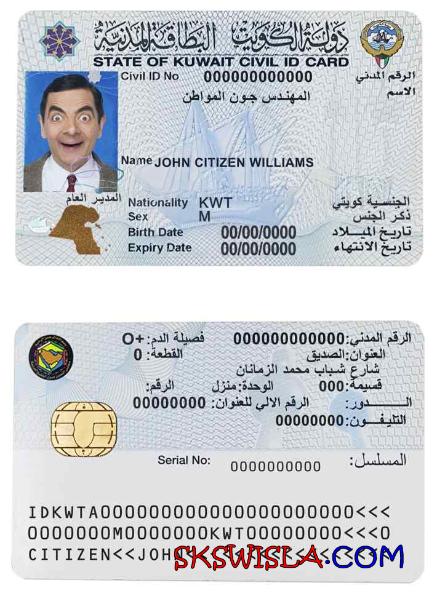 دولة الكويت البطاقة المدنية
STATE OF KUWAIT CIVIL ID CARD
Civil ID No 000000000000 الرقم المدني
الاسم
المهندس جون المواطن
Name JOHN CITIZEN WILLIAMS
المدير العام
Nationality KWT الجنسية كويتي
Sex M ذكر الجنس
Birth Date 00/00/0000 تاريخ الميلاد
Expiry Date 00/00/0000 تاريخ الانتهاء
الرقم المدني:000000000000 فصيلة الدم: O+
العنوان:الصديق القطعة: 0
شارع شباب محمد الزمانان
قسيمة: 000 الوحدة: منزل الرقم:
الدور: الرقم الالي للعنوان: 00000000
التليفون: 00000000
Serial No: 0000000000 المسلسل:
CITIZEN<<JOHN
SKSWISLA.COM